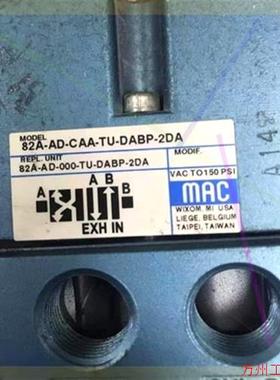 MODEL
82A-AD-CAA-TU-DABP-2DA
REPL. UNIT
82A-AD-000-TU-DABP-2DA
MODIF.
VAC TO 150 PSI
A A B B
EXH IN
MAC
WIXOM MI USA
LIEGE, BELGIUM
TAIPEI, TAIWAN